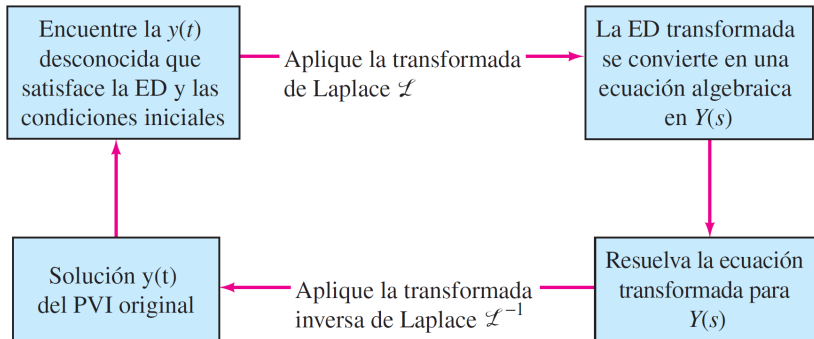 Encuentre la y(t)
desconocida que
satisface la ED y las
condiciones iniciales
Aplique la transformada
de Laplace ℒ
La ED transformada
se convierte en una
ecuación algebraica
en Y(s)
Resuelva la ecuación
transformada para
Y(s)
Aplique la transformada
inversa de Laplace ℒ⁻¹
Solución y(t)
del PVI original